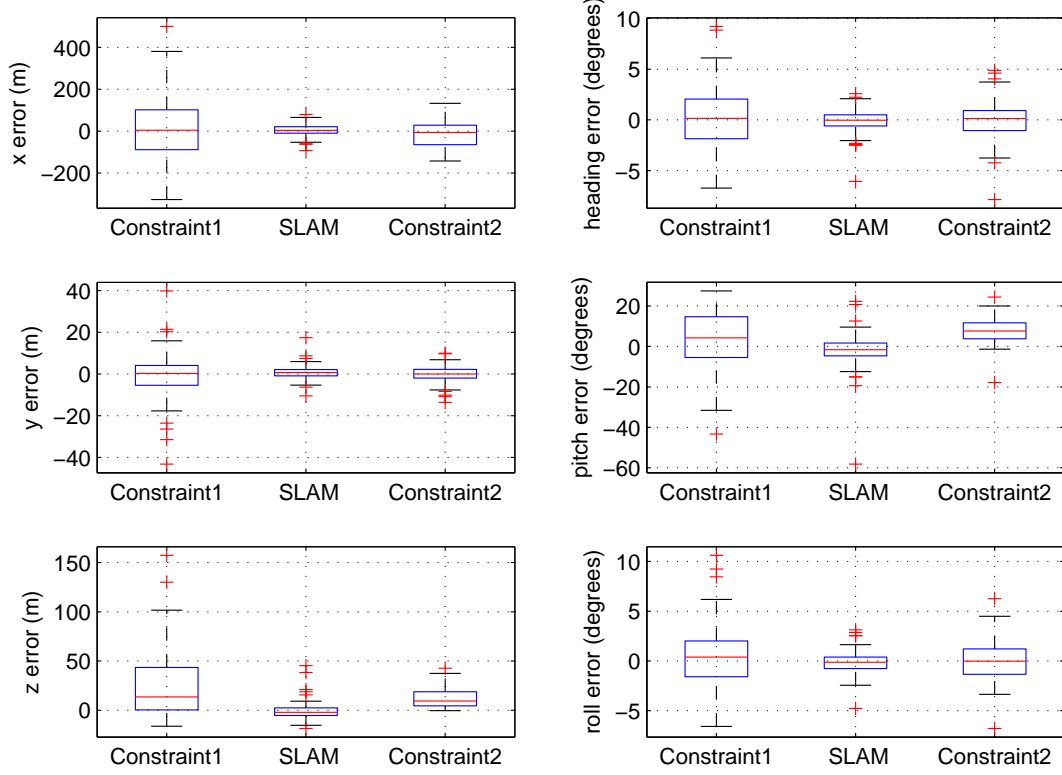 x error (m)
400
200
0
−200
Constraint1 SLAM Constraint2
heading error (degrees)
10
5
0
−5
Constraint1 SLAM Constraint2
y error (m)
40
20
0
−20
−40
Constraint1 SLAM Constraint2
pitch error (degrees)
20
0
−20
−40
−60
Constraint1 SLAM Constraint2
z error (m)
150
100
50
0
Constraint1 SLAM Constraint2
roll error (degrees)
10
5
0
−5
Constraint1 SLAM Constraint2